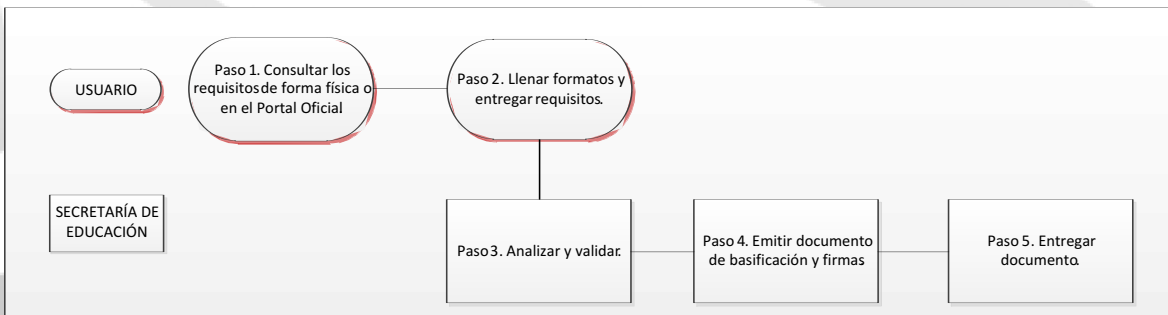 USUARIO
Paso 1. Consultar los
requisitos de forma física o
en el Portal Oficial
Paso 2. Llenar formatos y
entregar requisitos.
SECRETARÍA DE
EDUCACIÓN
Paso 3. Analizar y validar.
Paso 4. Emitir documento
de basificación y firmas
Paso 5. Entregar
documento.